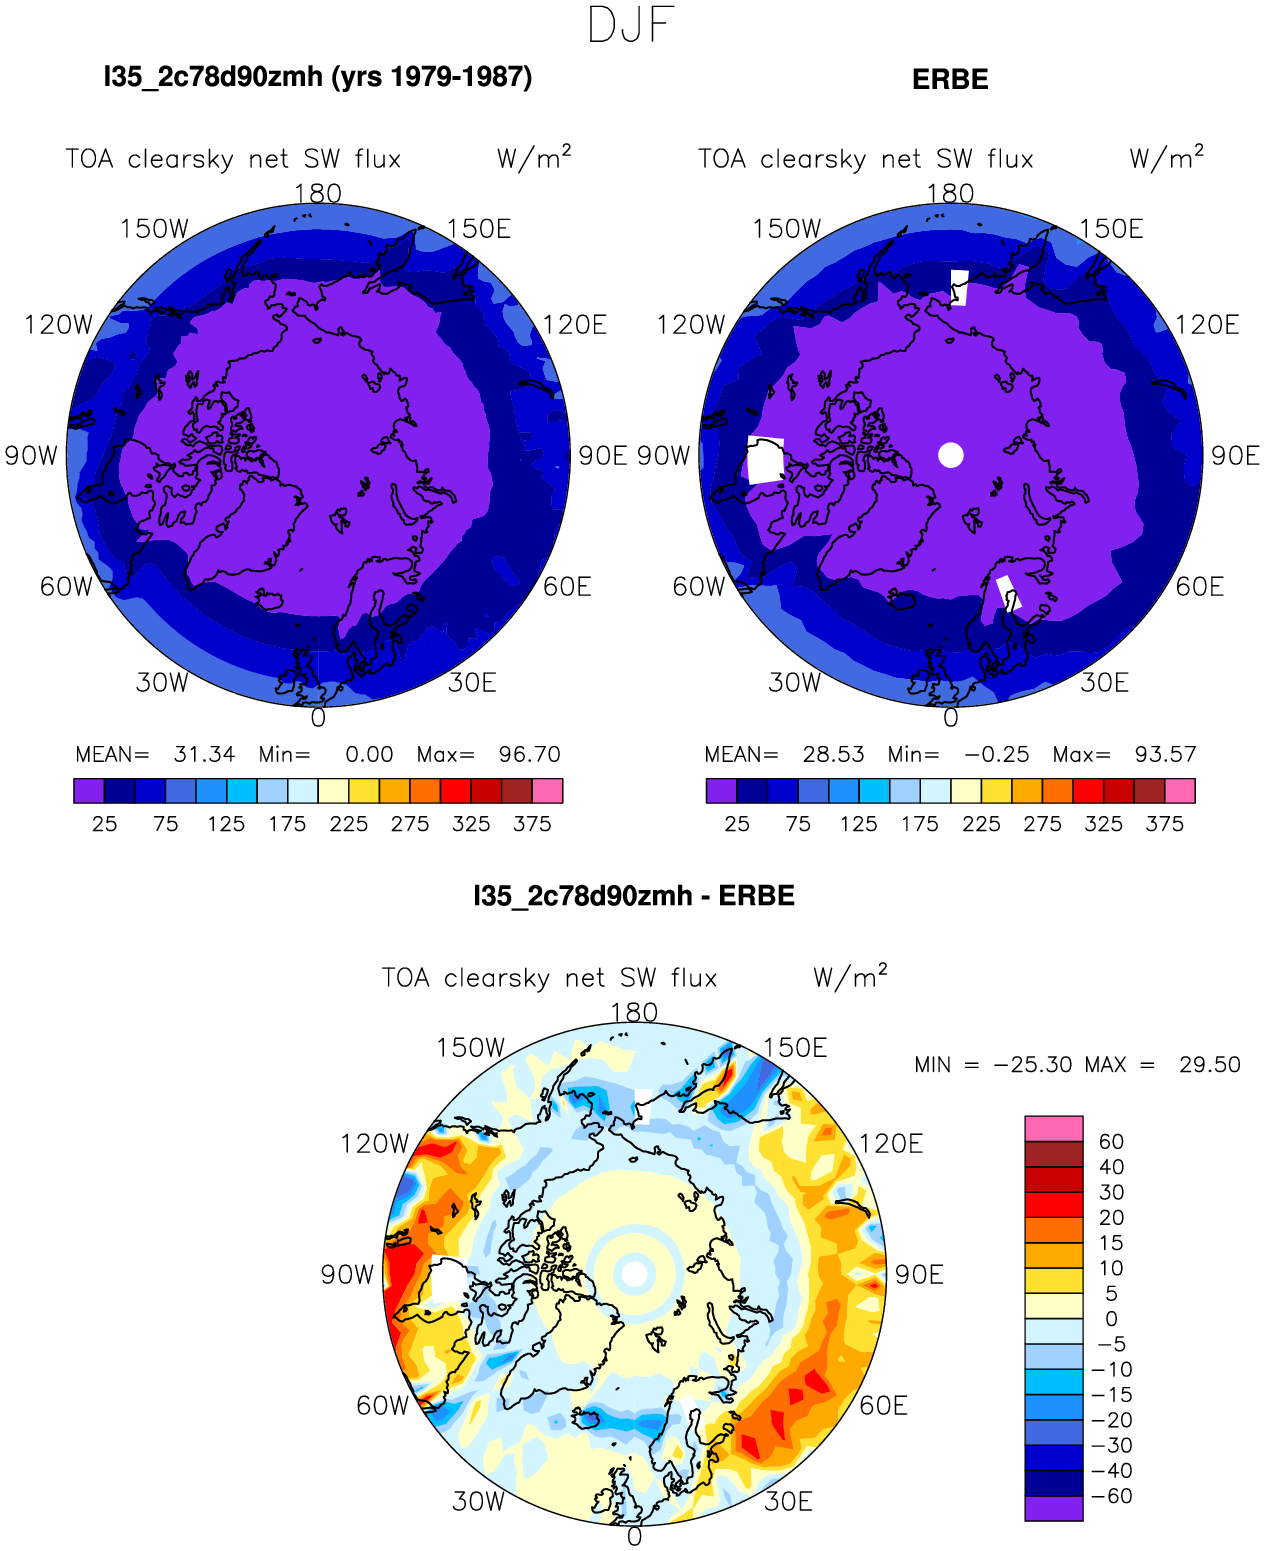 DJF
l35_2c78d90zmh (yrs 1979-1987)
ERBE
TOA clearsky net SW flux W/m²
TOA clearsky net SW flux W/m²
180
150W 150E
120W 120E
90W 90E
60W 60E
30W 30E
0
180
150W 150E
120W 120E
90W 90E
60W 60E
30W 30E
0
MEAN= 31.34 Min= 0.00 Max= 96.70
25 75 125 175 225 275 325 375
MEAN= 28.53 Min= −0.25 Max= 93.57
25 75 125 175 225 275 325 375
l35_2c78d90zmh - ERBE
TOA clearsky net SW flux W/m²
180
150W 150E
120W 120E
90W 90E
60W 60E
30W 30E
0
MIN = −25.30 MAX = 29.50
60
40
30
20
15
10
5
0
−5
−10
−15
−20
−30
−40
−60